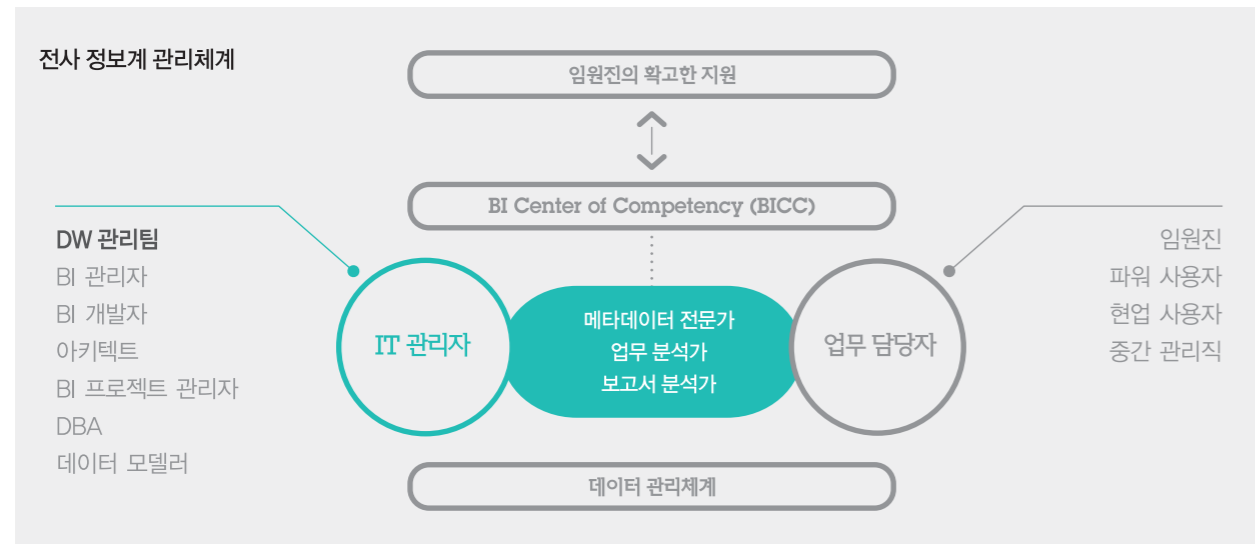 전사 정보계 관리체계
임원진의 확고한 지원
BI Center of Competency (BICC)
DW 관리팀
BI 관리자
BI 개발자
아키텍트
BI 프로젝트 관리자
DBA
데이터 모델러
IT 관리자
메타데이터 전문가
업무 분석가
보고서 분석가
업무 담당자
임원진
파워 사용자
현업 사용자
중간 관리직
데이터 관리체계